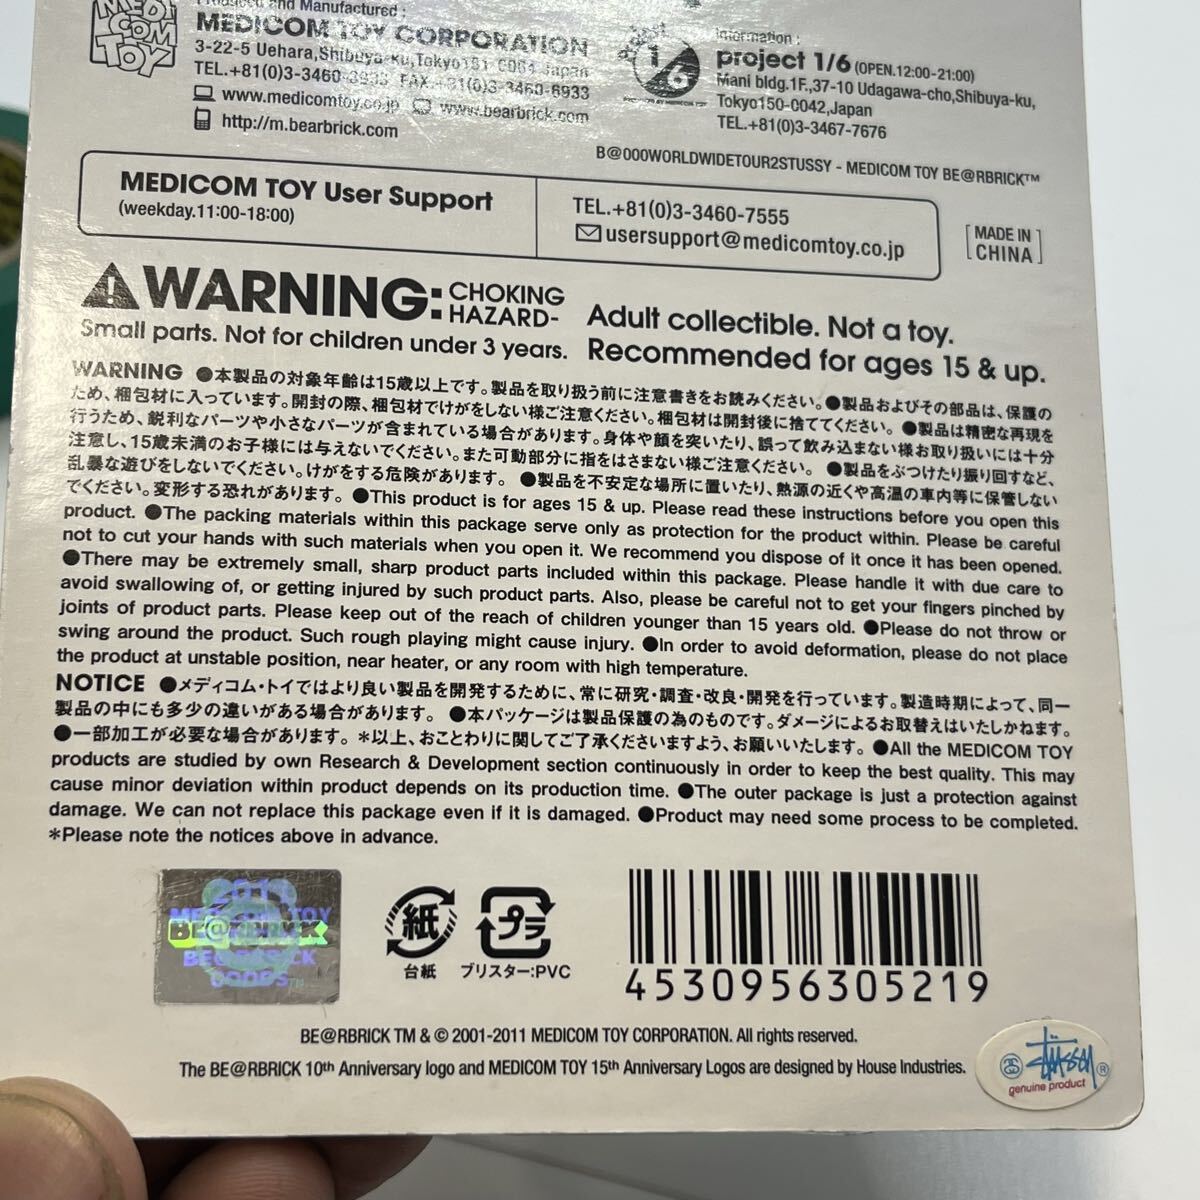 MEDI
COM
TOY
Produced and Manufactured :
MEDICOM TOY CORPORATION
3-22-5 Uehara,Shibuya-ku,Tokyo151-0064 Japan
TEL.+81(0)3-3460-3933 FAX.+81(0)3-3460-6933
www.medicomtoy.co.jp www.bearbrick.com
http://m.bearbrick.com
1/6
Information :
project 1/6 (OPEN.12:00-21:00)
Mani bldg.1F.,37-10 Udagawa-cho,Shibuya-ku,
Tokyo150-0042,Japan
TEL.+81(0)3-3467-7676
B@000WORLDWIDETOUR2STUSSY - MEDICOM TOY BE@RBRICK™
MEDICOM TOY User Support
(weekday.11:00-18:00)
TEL.+81(0)3-3460-7555
usersupport@medicomtoy.co.jp
[MADE IN CHINA]
WARNING: CHOKING HAZARD-
Small parts. Not for children under 3 years.
Adult collectible. Not a toy.
Recommended for ages 15 & up.
WARNING ●本製品の対象年齢は15歳以上です。製品を取り扱う前に注意書きをお読みください。●製品およびその部品は、保護の
ため、梱包材に入っています。開封の際、梱包材でけがをしない様ご注意ください。梱包材は開封後に捨ててください。●製品は精密な再現を
行うため、鋭利なパーツや小さなパーツが含まれている場合があります。身体や顔を突いたり、誤って飲み込まない様お取り扱いには十分
注意し、15歳未満のお子様には与えないでください。また可動部分に指をはさまない様ご注意ください。 ●製品をぶつけたり振り回すなど、
乱暴な遊びをしないでください。けがをする危険があります。 ●製品を不安定な場所に置いたり、熱源の近くや高温の車内等に保管しない
でください。変形する恐れがあります。 ●This product is for ages 15 & up. Please read these instructions before you open this
product. ●The packing materials within this package serve only as protection for the product within. Please be careful
not to cut your hands with such materials when you open it. We recommend you dispose of it once it has been opened.
●There may be extremely small, sharp product parts included within this package. Please handle it with due care to
avoid swallowing of, or getting injured by such product parts. Also, please be careful not to get your fingers pinched by
joints of product parts. Please keep out of the reach of children younger than 15 years old. ●Please do not throw or
swing around the product. Such rough playing might cause injury. ●In order to avoid deformation, please do not place
the product at unstable position, near heater, or any room with high temperature.
NOTICE ●メディコム・トイではより良い製品を開発するために、常に研究・調査・改良・開発を行っています。製造時期によって、同一
製品の中にも多少の違いがある場合があります。 ●本パッケージは製品保護の為のものです。ダメージによるお取替えはいたしかねます。
●一部加工が必要な場合があります。 *以上、おことわりに関してご了承くださいますよう、お願いいたします。 ●All the MEDICOM TOY
products are studied by own Research & Development section continuously in order to keep the best quality. This may
cause minor deviation within product depends on its production time. ●The outer package is just a protection against
damage. We can not replace this package even if it is damaged. ●Product may need some process to be completed.
*Please note the notices above in advance.
MEDICOM TOY
BE@RBRICK
BE@RBRICK
GOODS™
紙
台紙
プラ
ブリスター:PVC
4530956305219
BE@RBRICK TM & © 2001-2011 MEDICOM TOY CORPORATION. All rights reserved.
The BE@RBRICK 10th Anniversary logo and MEDICOM TOY 15th Anniversary Logos are designed by House Industries.
Stüssy ®
genuine product